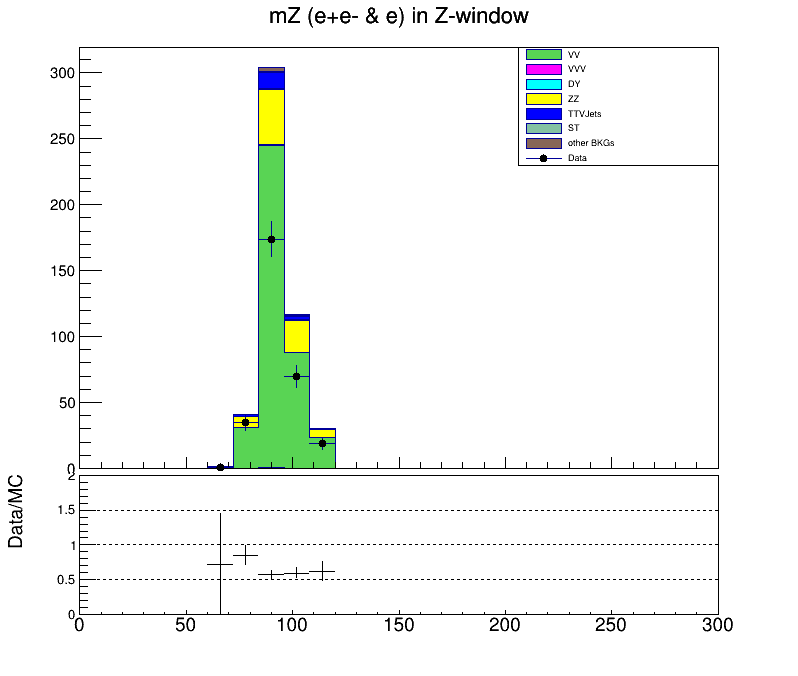 mZ (e+e- & e) in Z-window
VV
VVV
DY
ZZ
TTVJets
ST
other BKGs
Data
300
250
200
150
100
50
0
Data/MC
2
1.5
1
0.5
0
0 50 100 150 200 250 300